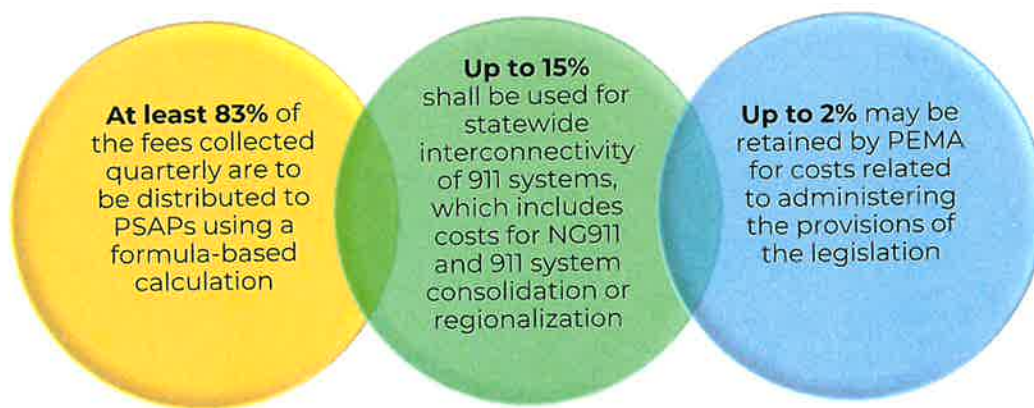 At least 83% of
the fees collected
quarterly are to
be distributed to
PSAPs using a
formula-based
calculation
Up to 15%
shall be used for
statewide
interconnectivity
of 911 systems,
which includes
costs for NG911
and 911 system
consolidation or
regionalization
Up to 2% may be
retained by PEMA
for costs related
to administering
the provisions of
the legislation